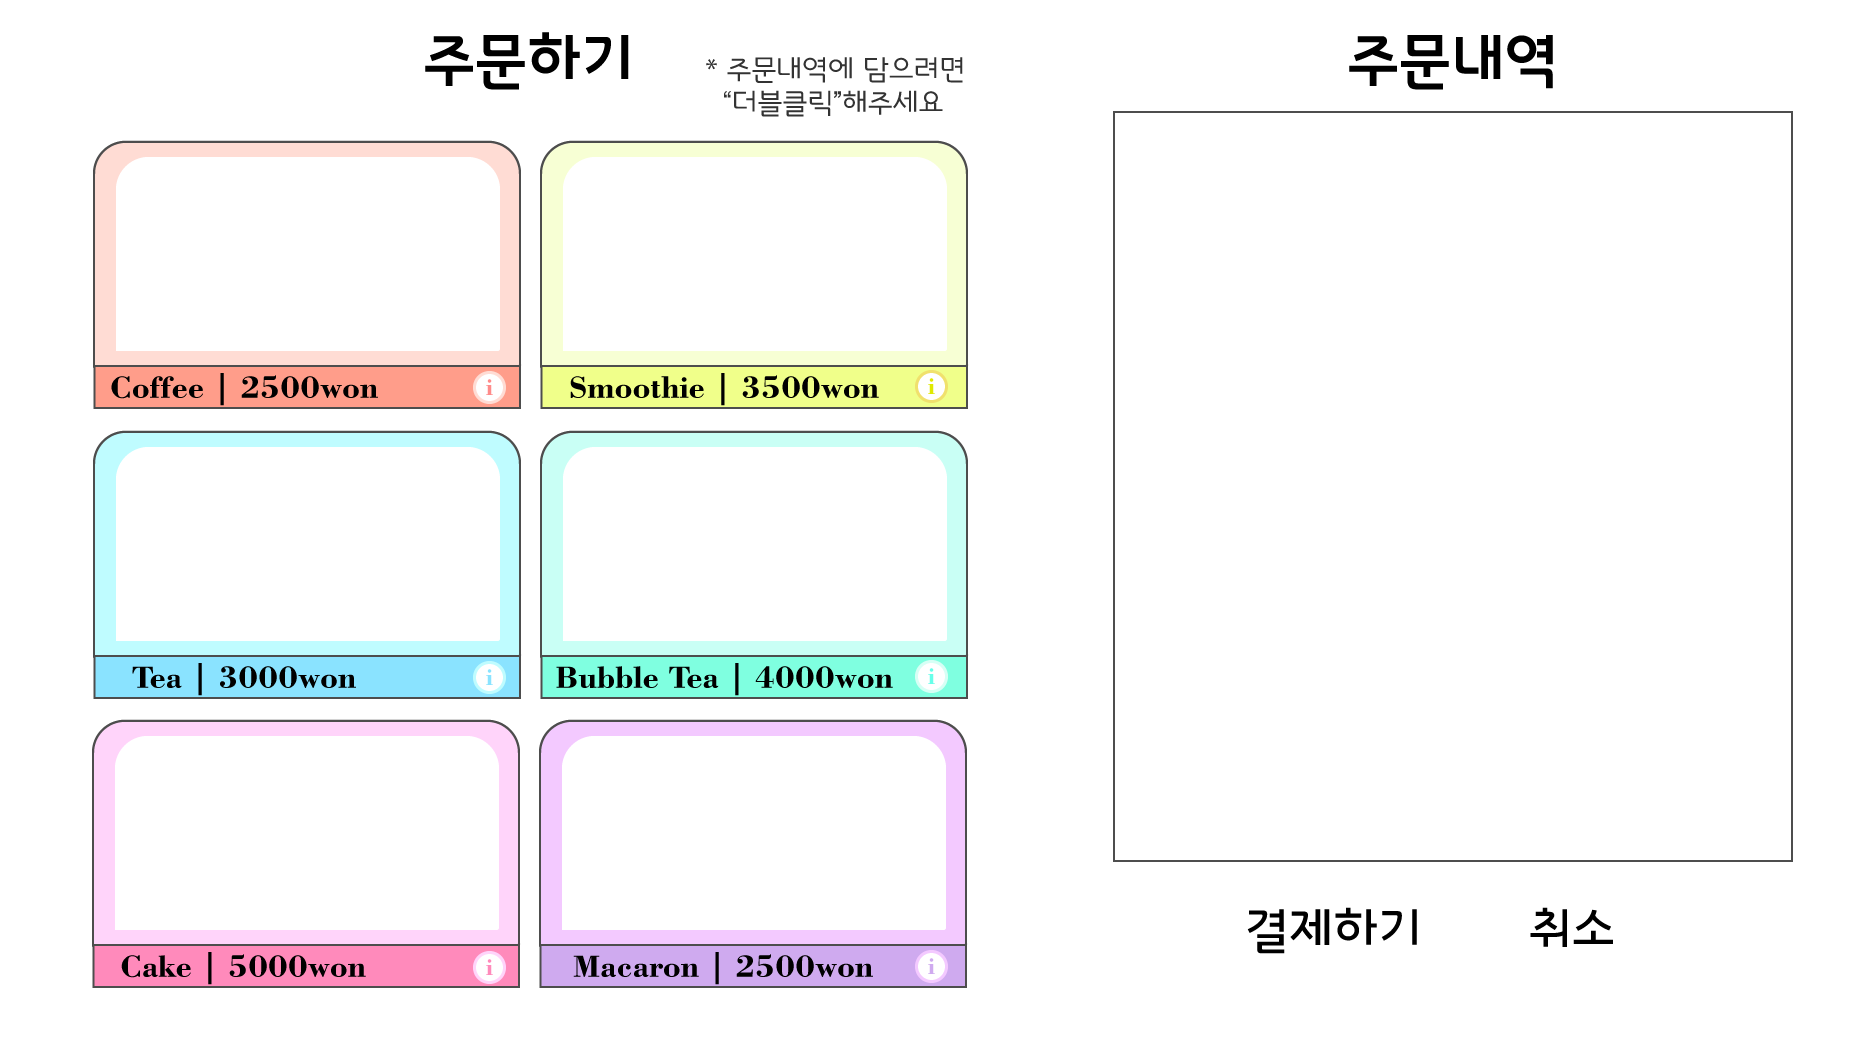 주문하기
* 주문내역에 담으려면
“더블클릭”해주세요
Coffee | 2500won
i
Smoothie | 3500won
i
Tea | 3000won
i
Bubble Tea | 4000won
i
Cake | 5000won
i
Macaron | 2500won
i
주문내역
결제하기
취소